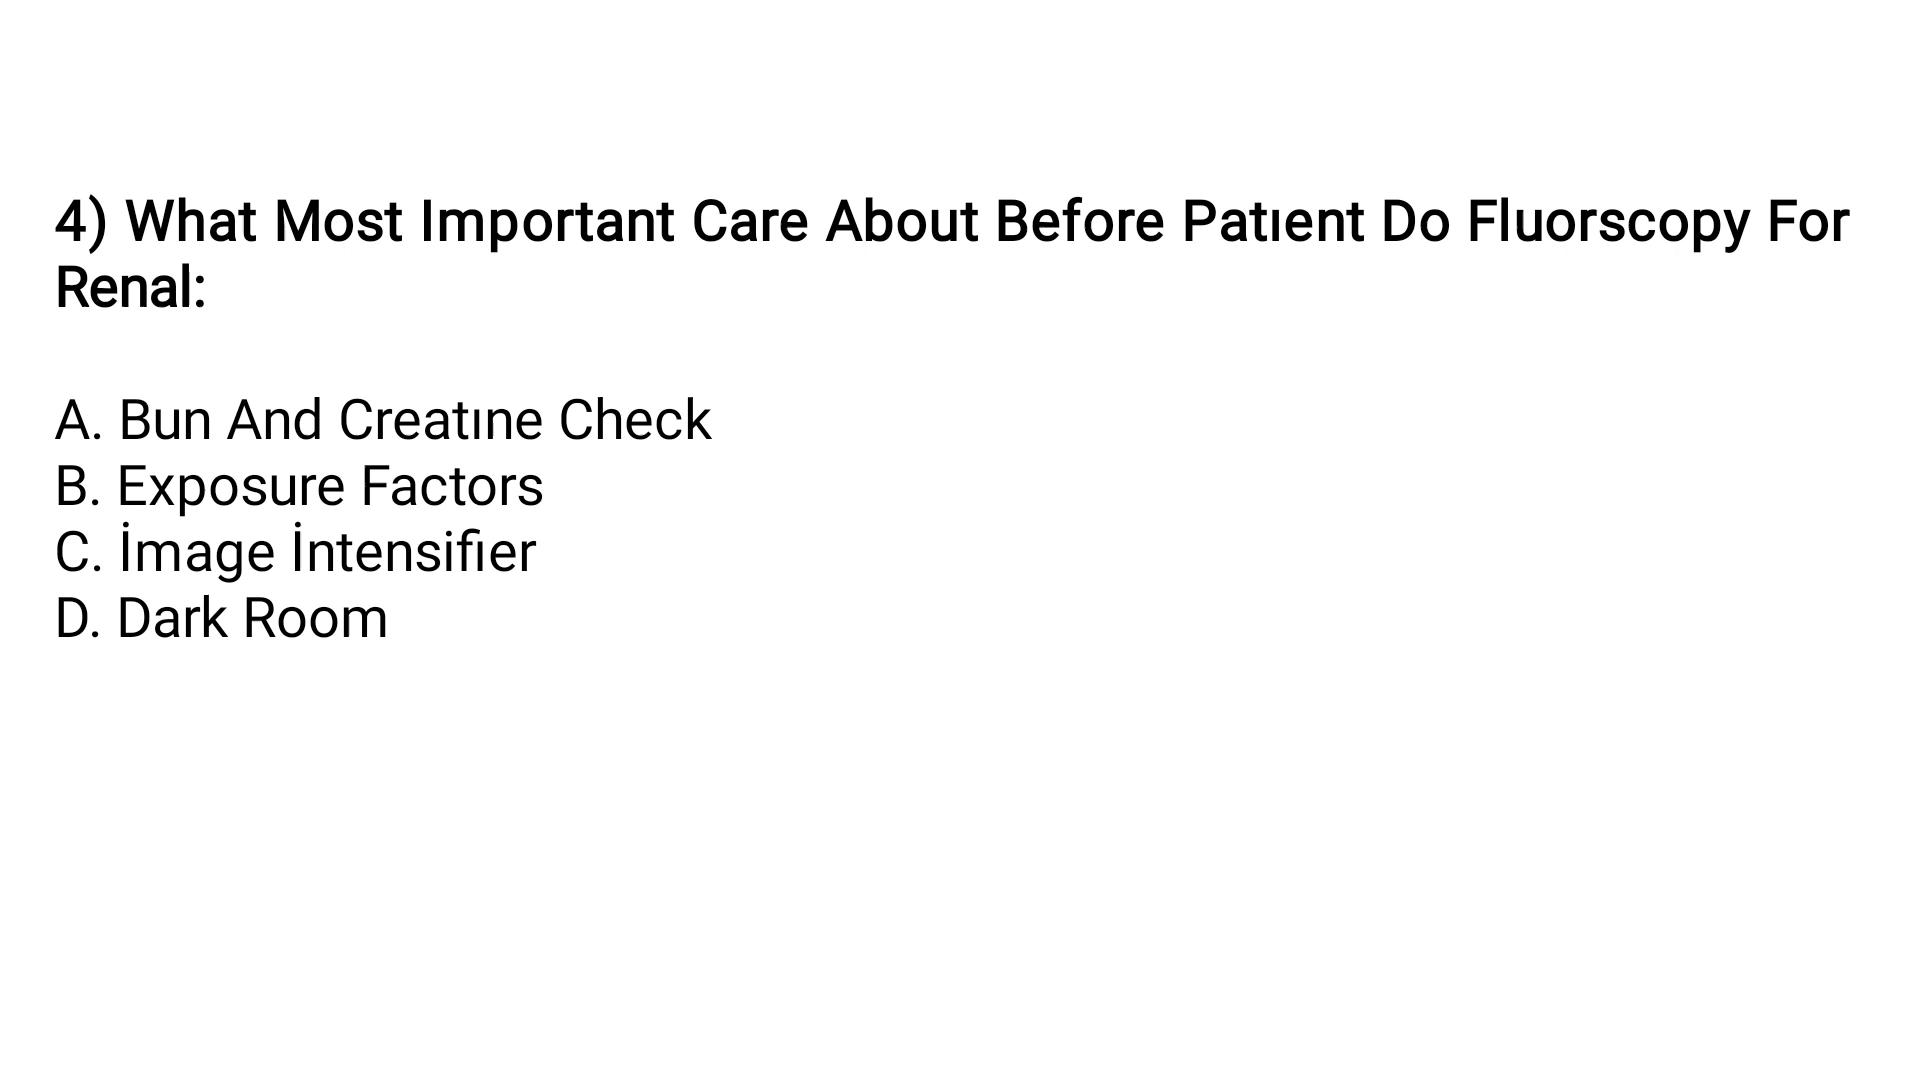 4) What Most Important Care About Before Patıent Do Fluorscopy For
Renal:
A. Bun And Creatıne Check
B. Exposure Factors
C. İmage İntensifıer
D. Dark Room